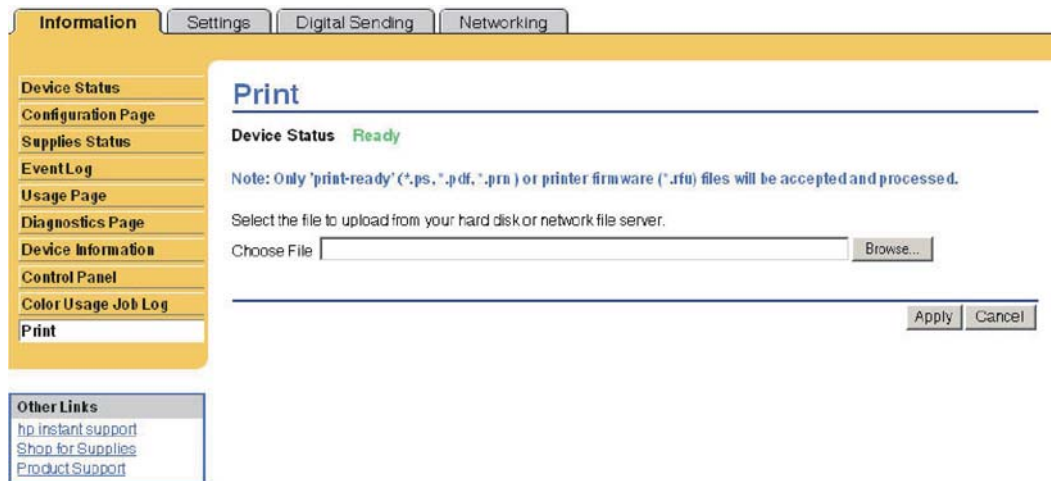 Information
Settings
Digital Sending
Networking
Device Status
Configuration Page
Supplies Status
Event Log
Usage Page
Diagnostics Page
Device Information
Control Panel
Color Usage Job Log
Print
Other Links
hp instant support
Shop for Supplies
Product Support
Print
Device Status Ready
Note: Only 'print-ready' (*.ps, *.pdf, *.prn ) or printer firmware (*.rfu) files will be accepted and processed.
Select the file to upload from your hard disk or network file server.
Choose File Browse...
Apply Cancel